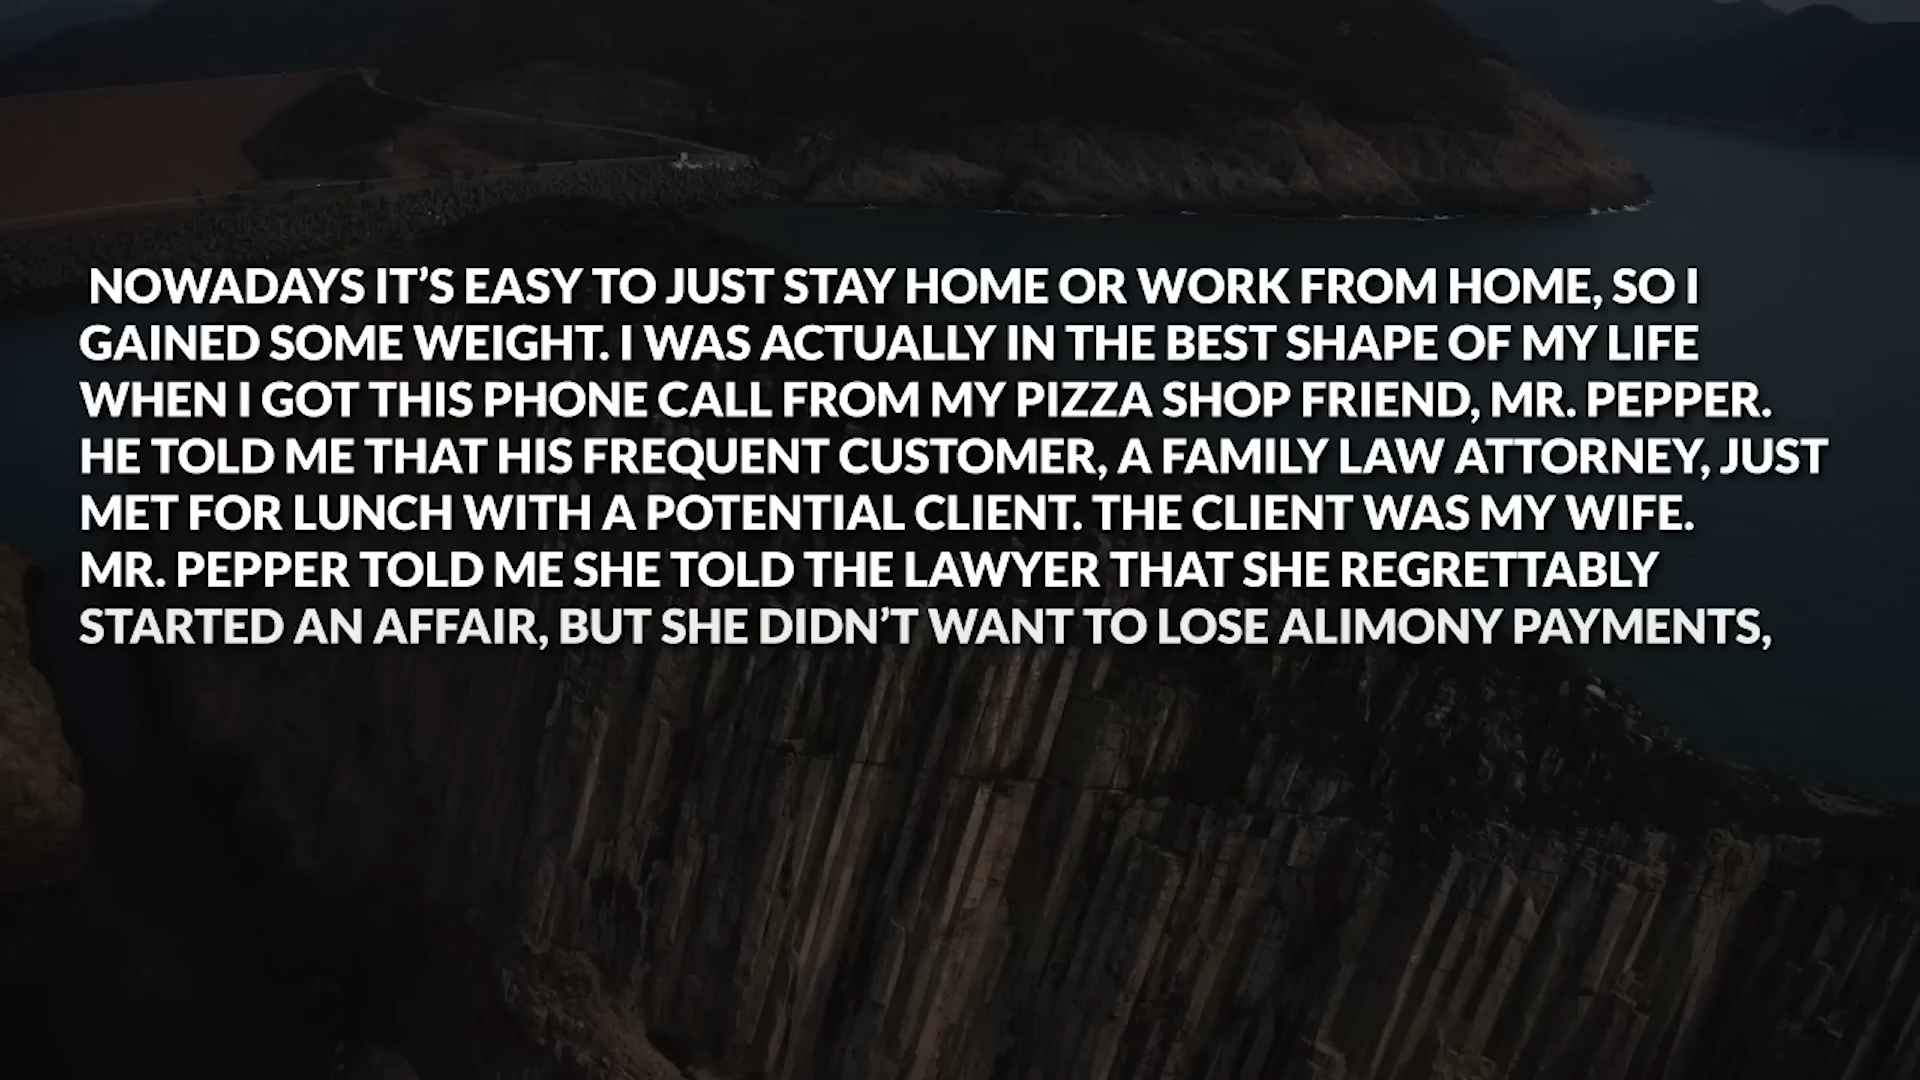 NOWADAYS IT’S EASY TO JUST STAY HOME OR WORK FROM HOME, SO I
GAINED SOME WEIGHT. I WAS ACTUALLY IN THE BEST SHAPE OF MY LIFE
WHEN I GOT THIS PHONE CALL FROM MY PIZZA SHOP FRIEND, MR. PEPPER.
HE TOLD ME THAT HIS FREQUENT CUSTOMER, A FAMILY LAW ATTORNEY, JUST
MET FOR LUNCH WITH A POTENTIAL CLIENT. THE CLIENT WAS MY WIFE.
MR. PEPPER TOLD ME SHE TOLD THE LAWYER THAT SHE REGRETTABLY
STARTED AN AFFAIR, BUT SHE DIDN’T WANT TO LOSE ALIMONY PAYMENTS,